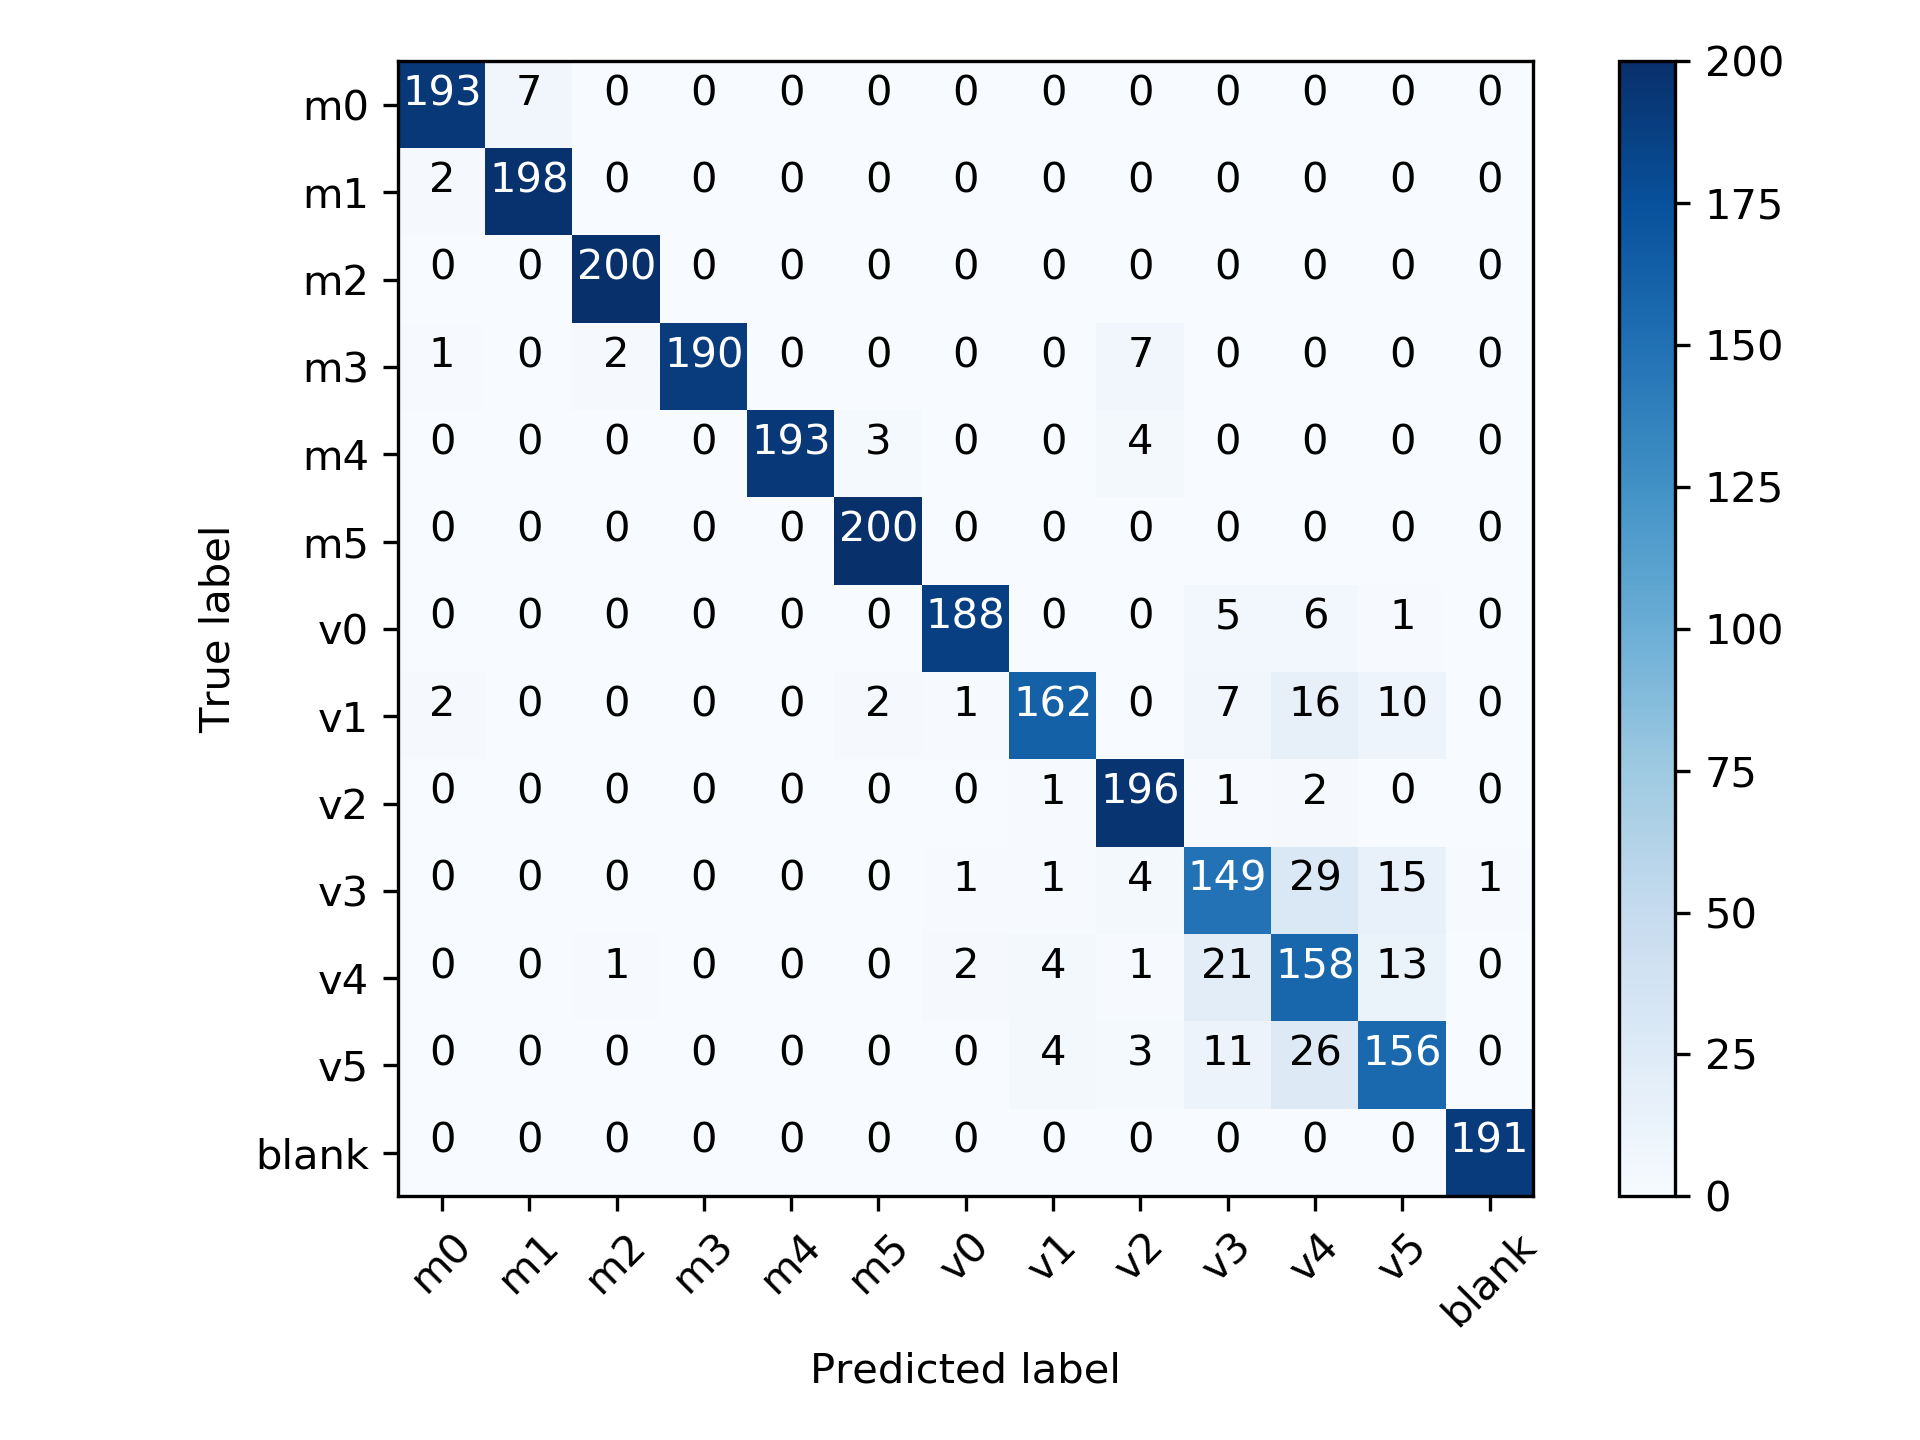 m0 193 7 0 0 0 0 0 0 0 0 0 0 0
m1 2 198 0 0 0 0 0 0 0 0 0 0 0
m2 0 0 200 0 0 0 0 0 0 0 0 0 0
m3 1 0 2 190 0 0 0 0 7 0 0 0 0
m4 0 0 0 0 193 3 0 0 4 0 0 0 0
m5 0 0 0 0 0 200 0 0 0 0 0 0 0
v0 0 0 0 0 0 0 188 0 0 5 6 1 0
v1 2 0 0 0 0 2 1 162 0 7 16 10 0
v2 0 0 0 0 0 0 0 1 196 1 2 0 0
v3 0 0 0 0 0 0 1 1 4 149 29 15 1
v4 0 0 1 0 0 0 2 4 1 21 158 13 0
v5 0 0 0 0 0 0 0 4 3 11 26 156 0
blank 0 0 0 0 0 0 0 0 0 0 0 0 191
m0 m1 m2 m3 m4 m5 v0 v1 v2 v3 v4 v5 blank
Predicted label
True label
200
175
150
125
100
75
50
25
0